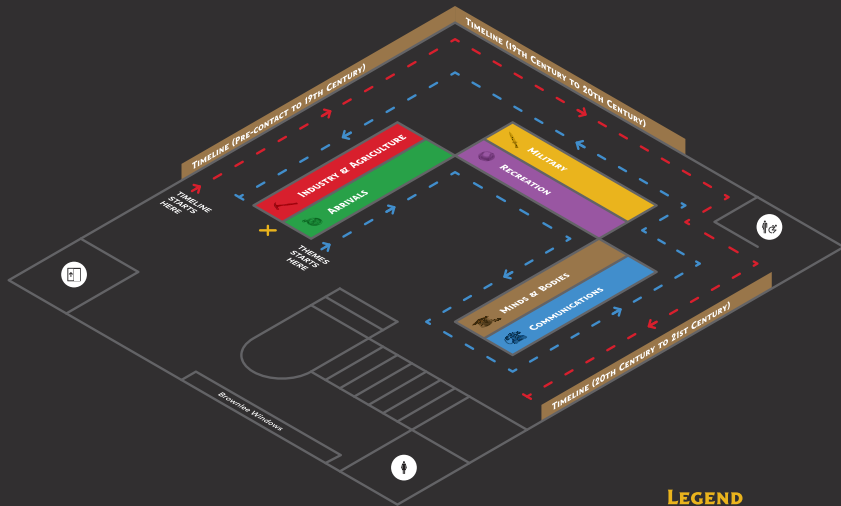 Timeline (Pre-contact to 19th Century)
Timeline (19th Century to 20th Century)
Industry & Agriculture
Arrivals
Military
Recreation
Timeline
Starts
Here
Themes
Starts
Here
Minds & Bodies
Communications
Timeline (20th Century to 21st Century)
Brownlee Windows
Legend